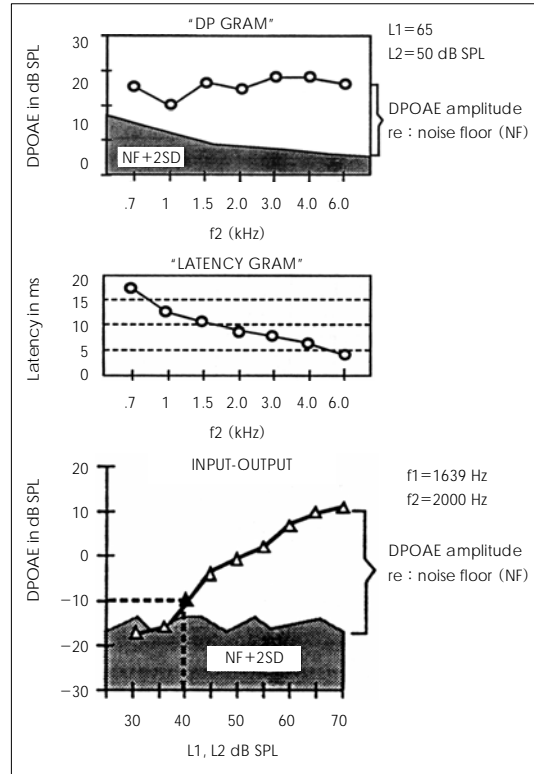 "DP GRAM"
L1=65
L2=50 dB SPL
DPOAE in dB SPL
30
20
10
0
NF+2SD
DPOAE amplitude
re : noise floor (NF)
.7 1 1.5 2.0 3.0 4.0 6.0
f2 (kHz)
"LATENCY GRAM"
Latency in ms
20
15
10
5
0
.7 1 1.5 2.0 3.0 4.0 6.0
f2 (kHz)
INPUT-OUTPUT
f1=1639 Hz
f2=2000 Hz
DPOAE in dB SPL
20
10
0
-10
-20
-30
DPOAE amplitude
re : noise floor (NF)
NF+2SD
30 40 50 60 70
L1, L2 dB SPL